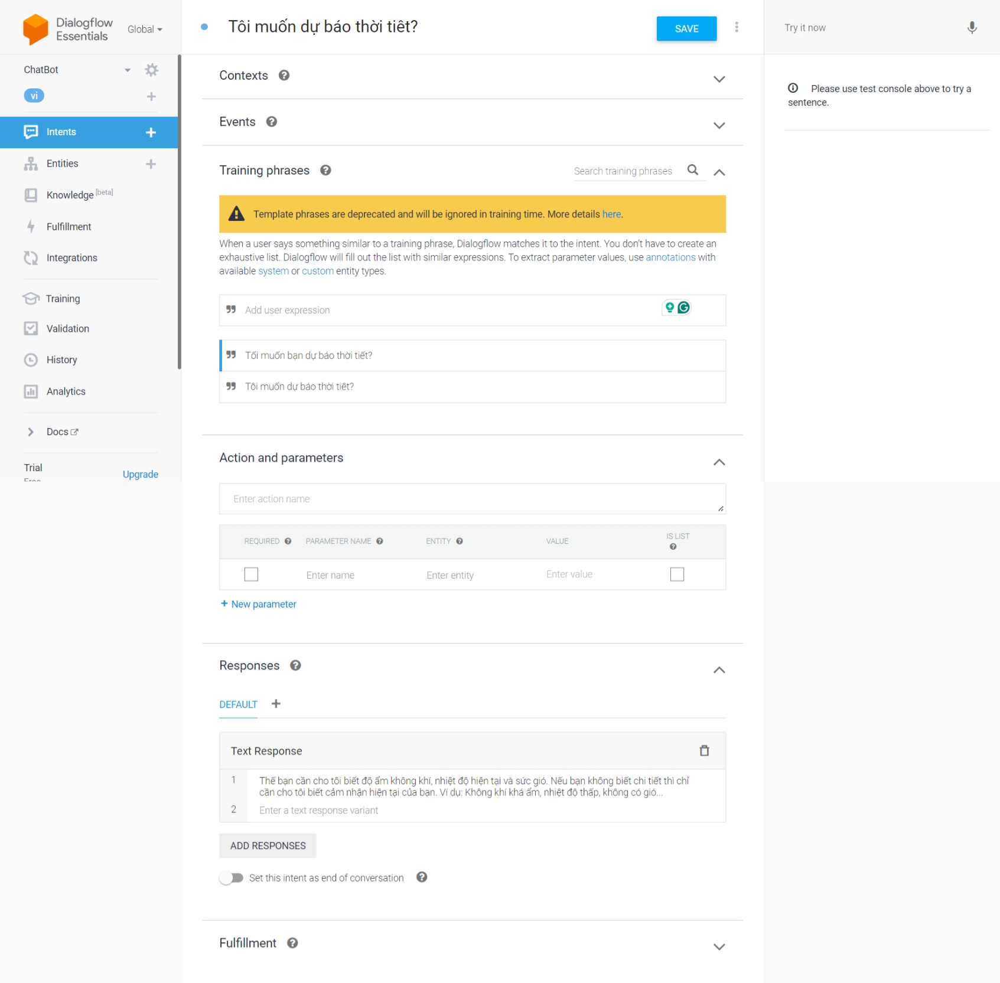 Dialogflow
Essentials
Global
Tôi muốn dự báo thời tiêt?
SAVE
Try it now
ChatBot
vi
Please use test console above to try a
sentence.
Intents
Entities
Knowledge [beta]
Fulfillment
Integrations
Training
Validation
History
Analytics
Docs
Trial
Upgrade
Contexts
Events
Training phrases
Search training phrases
Template phrases are deprecated and will be ignored in training time. More details here.
When a user says something similar to a training phrase, Dialogflow matches it to the intent. You don't have to create an
exhaustive list. Dialogflow will fill out the list with similar expressions. To extract parameter values, use annotations with
available system or custom entity types.
Add user expression
Tối muốn bạn dự báo thời tiết?
Tôi muốn dự báo thời tiêt?
Action and parameters
Enter action name
REQUIRED PARAMETER NAME ENTITY VALUE IS LIST
Enter name Enter entity Enter value
+ New parameter
Responses
DEFAULT
Text Response
1 Thế bạn cần cho tôi biết độ ẩm không khí, nhiệt độ hiện tại và sức gió. Nếu bạn không biết chi tiết thì chỉ
cần cho tôi biết cảm nhận hiện tại của bạn. Ví dụ: Không khí khá ẩm, nhiệt độ thấp, không có gió...
2 Enter a text response variant
ADD RESPONSES
Set this intent as end of conversation
Fulfillment